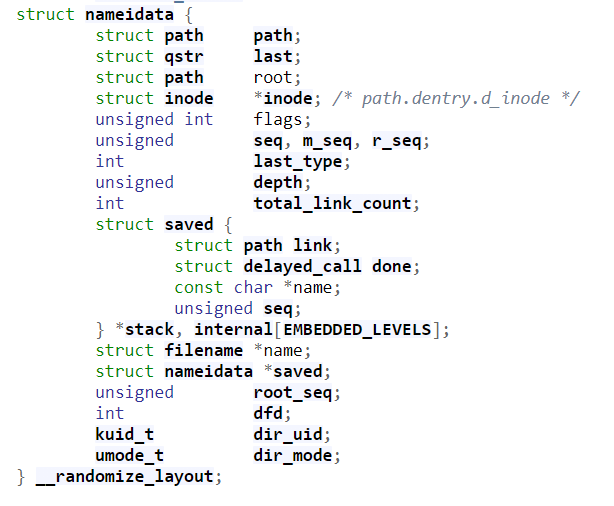 struct nameidata {
struct path path;
struct qstr last;
struct path root;
struct inode *inode; /* path.dentry.d_inode */
unsigned int flags;
unsigned seq, m_seq, r_seq;
int last_type;
unsigned depth;
int total_link_count;
struct saved {
struct path link;
struct delayed_call done;
const char *name;
unsigned seq;
} *stack, internal[EMBEDDED_LEVELS];
struct filename *name;
struct nameidata *saved;
unsigned root_seq;
int dfd;
kuid_t dir_uid;
umode_t dir_mode;
} __randomize_layout;